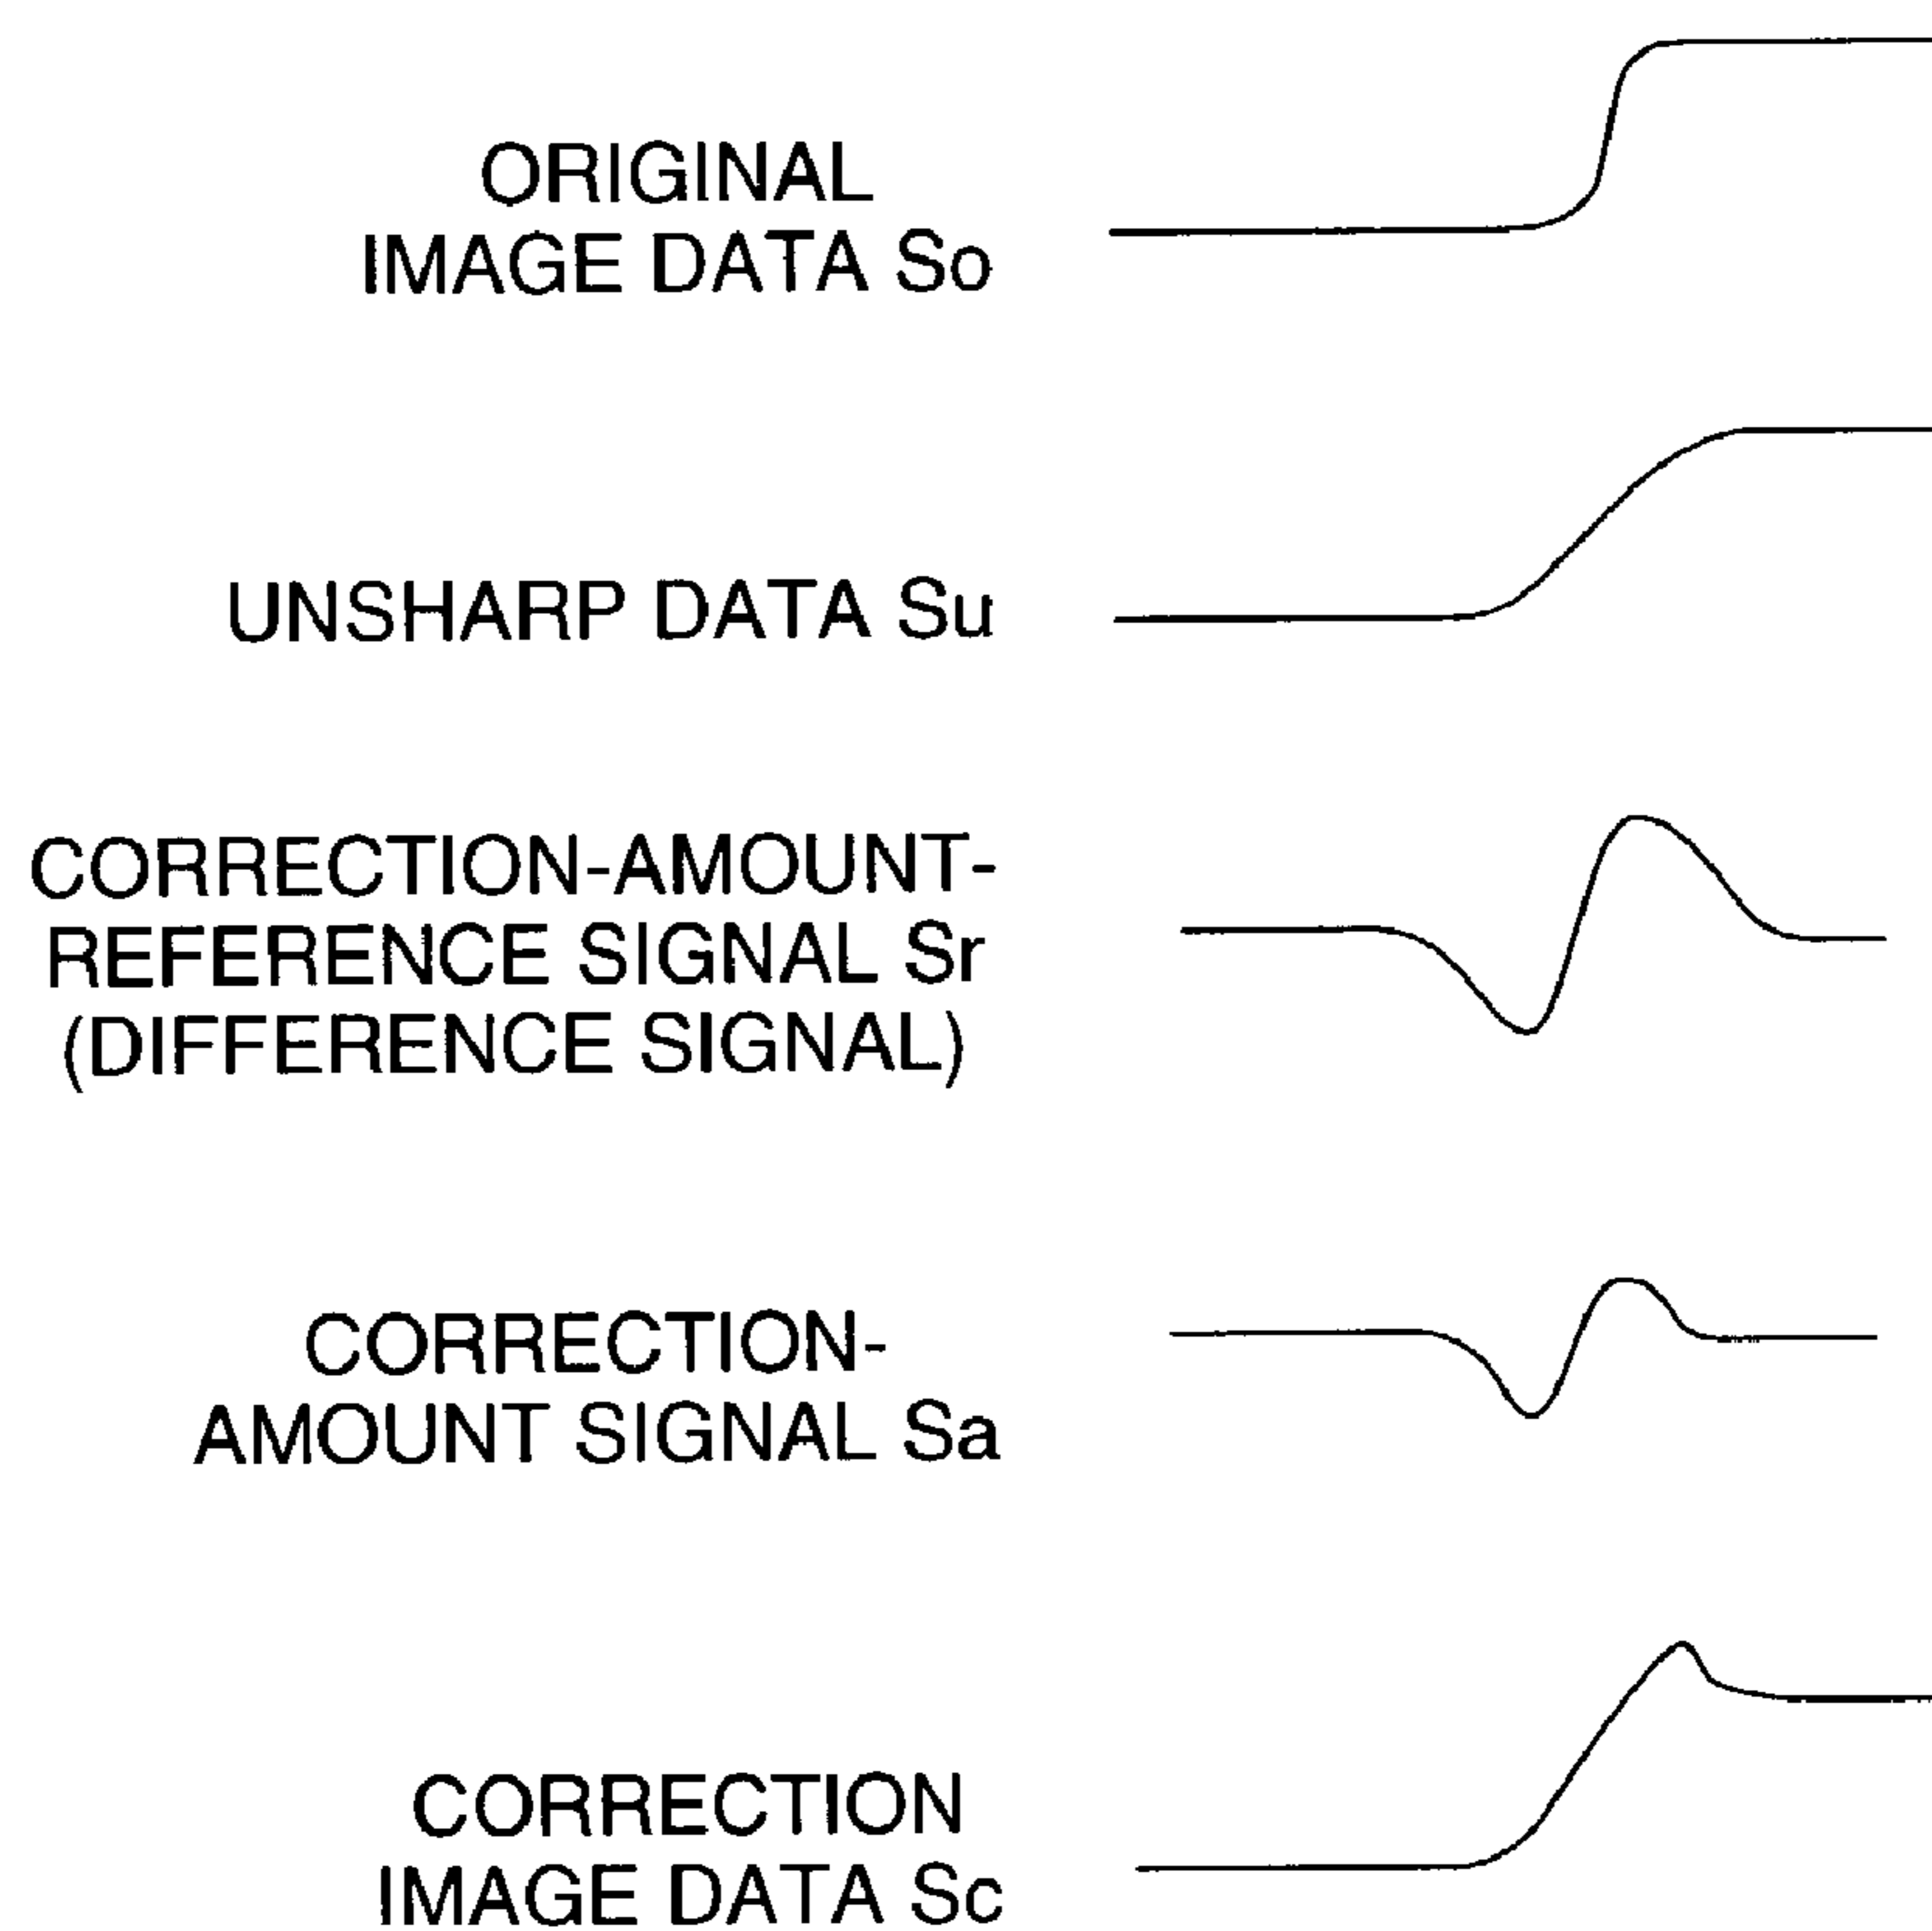 ORIGINAL
IMAGE DATA So
UNSHARP DATA Su
CORRECTION-AMOUNT-
REFERENCE SIGNAL Sr
(DIFFERENCE SIGNAL)
CORRECTION-
AMOUNT SIGNAL Sa
CORRECTION
IMAGE DATA Sc